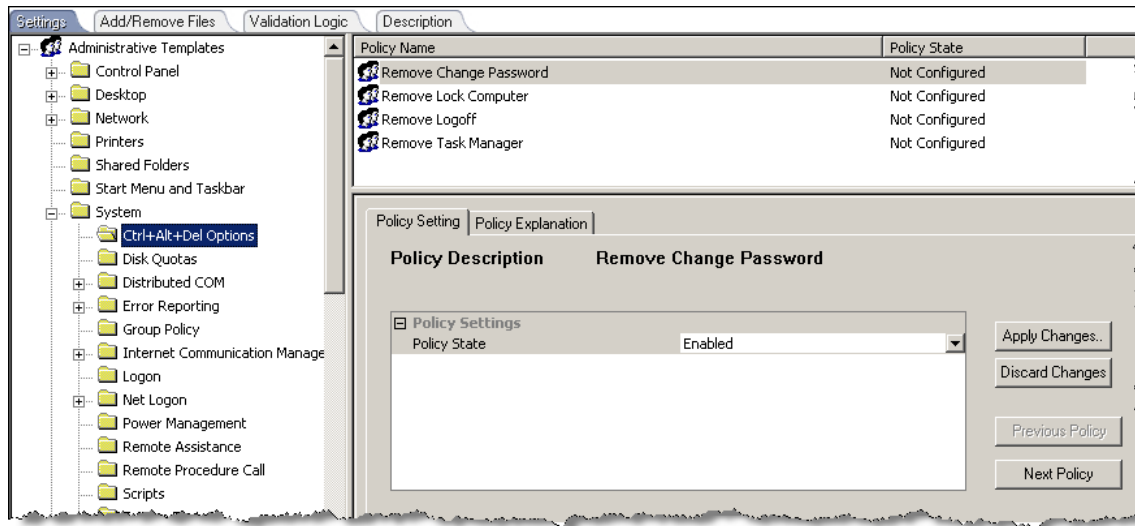 Settings Add/Remove Files Validation Logic Description
Administrative Templates
Control Panel
Desktop
Network
Printers
Shared Folders
Start Menu and Taskbar
System
Ctrl+Alt+Del Options
Disk Quotas
Distributed COM
Error Reporting
Group Policy
Internet Communication Manage
Logon
Net Logon
Power Management
Remote Assistance
Remote Procedure Call
Scripts
Policy Name Policy State
Remove Change Password Not Configured
Remove Lock Computer Not Configured
Remove Logoff Not Configured
Remove Task Manager Not Configured
Policy Setting Policy Explanation
Policy Description Remove Change Password
Policy Settings
Policy State Enabled
Apply Changes..
Discard Changes
Previous Policy
Next Policy